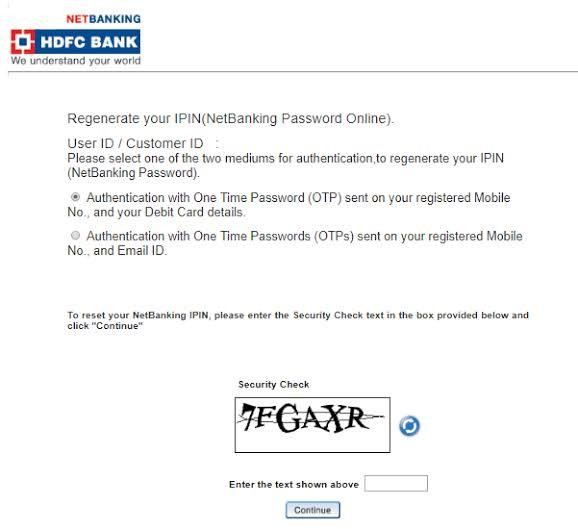 NETBANKING
HDFC BANK
We understand your world
Regenerate your IPIN(NetBanking Password Online).
User ID / Customer ID :
Please select one of the two mediums for authentication,to regenerate your IPIN
(NetBanking Password).
Authentication with One Time Password (OTP) sent on your registered Mobile
No., and your Debit Card details.
Authentication with One Time Passwords (OTPs) sent on your registered Mobile
No., and Email ID.
To reset your NetBanking IPIN, please enter the Security Check text in the box provided below and
click "Continue"
Security Check
7FGAXR
Enter the text shown above
Continue